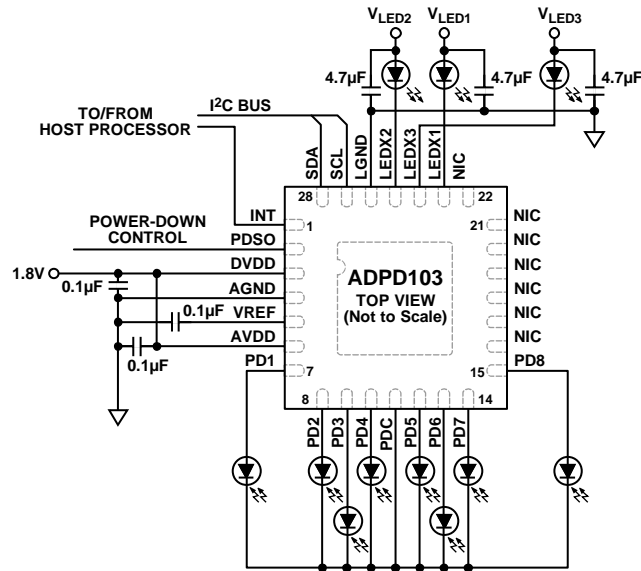 VLED2 VLED1 VLED3
4.7µF 4.7µF 4.7µF
I2C BUS
TO/FROM
HOST PROCESSOR
SDA SCL LGND LEDX2 LEDX3 LEDX1 NIC
28 22
INT 1 21 NIC
POWER-DOWN
CONTROL
PDSO NIC
1.8V DVDD NIC
0.1µF
AGND NIC
0.1µF
VREF NIC
AVDD NIC
0.1µF
PD1 7 15 PD8
ADPD103
TOP VIEW
(Not to Scale)
8 14
PD2 PD3 PD4 PDC PD5 PD6 PD7